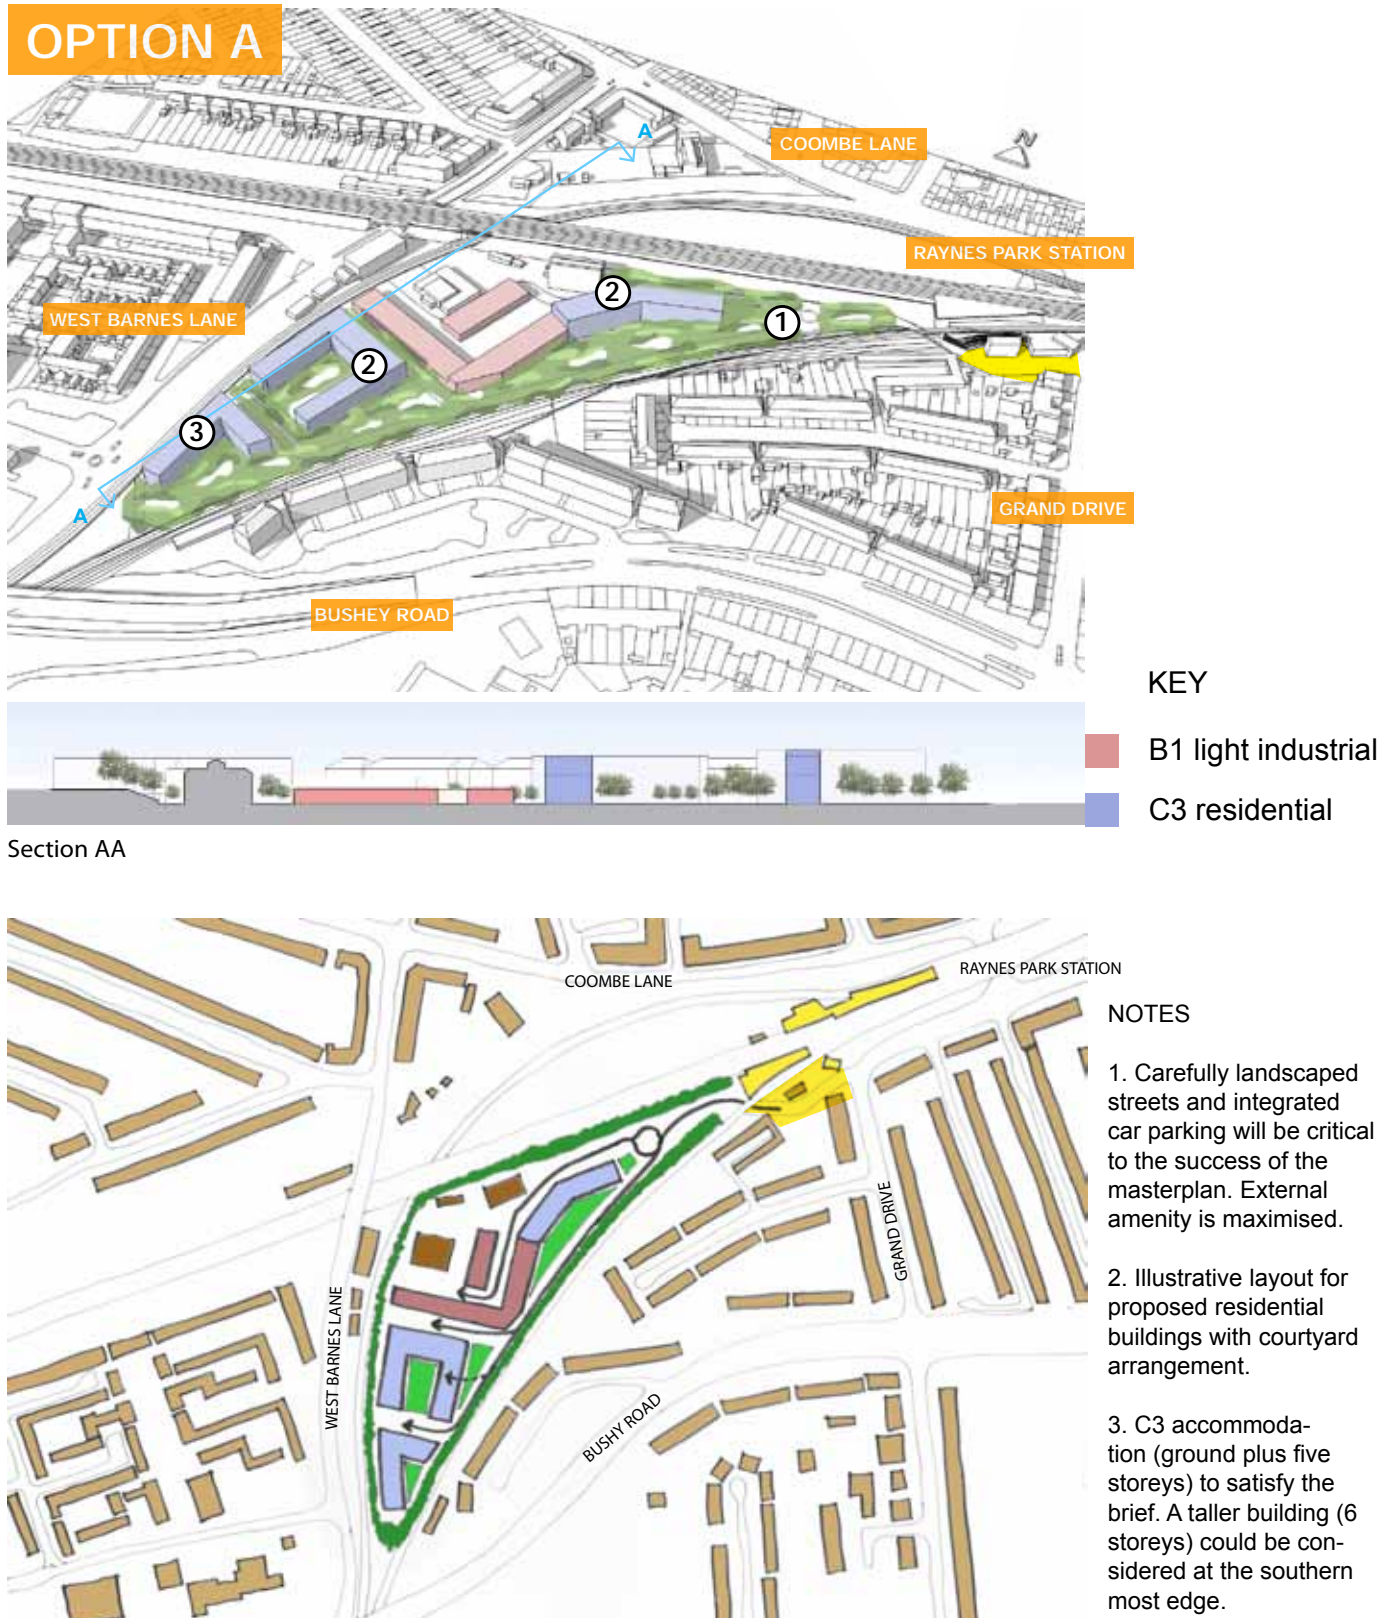 OPTION A
A
COOMBE LANE
N
RAYNES PARK STATION
2
1
WEST BARNES LANE
2
3
A
GRAND DRIVE
BUSHEY ROAD
KEY
B1 light industrial
C3 residential
Section AA
COOMBE LANE
RAYNES PARK STATION
GRAND DRIVE
WEST BARNES LANE
BUSHY ROAD
NOTES
1. Carefully landscaped
streets and integrated
car parking will be critical
to the success of the
masterplan. External
amenity is maximised.
2. Illustrative layout for
proposed residential
buildings with courtyard
arrangement.
3. C3 accommoda-
tion (ground plus five
storeys) to satisfy the
brief. A taller building (6
storeys) could be con-
sidered at the southern
most edge.